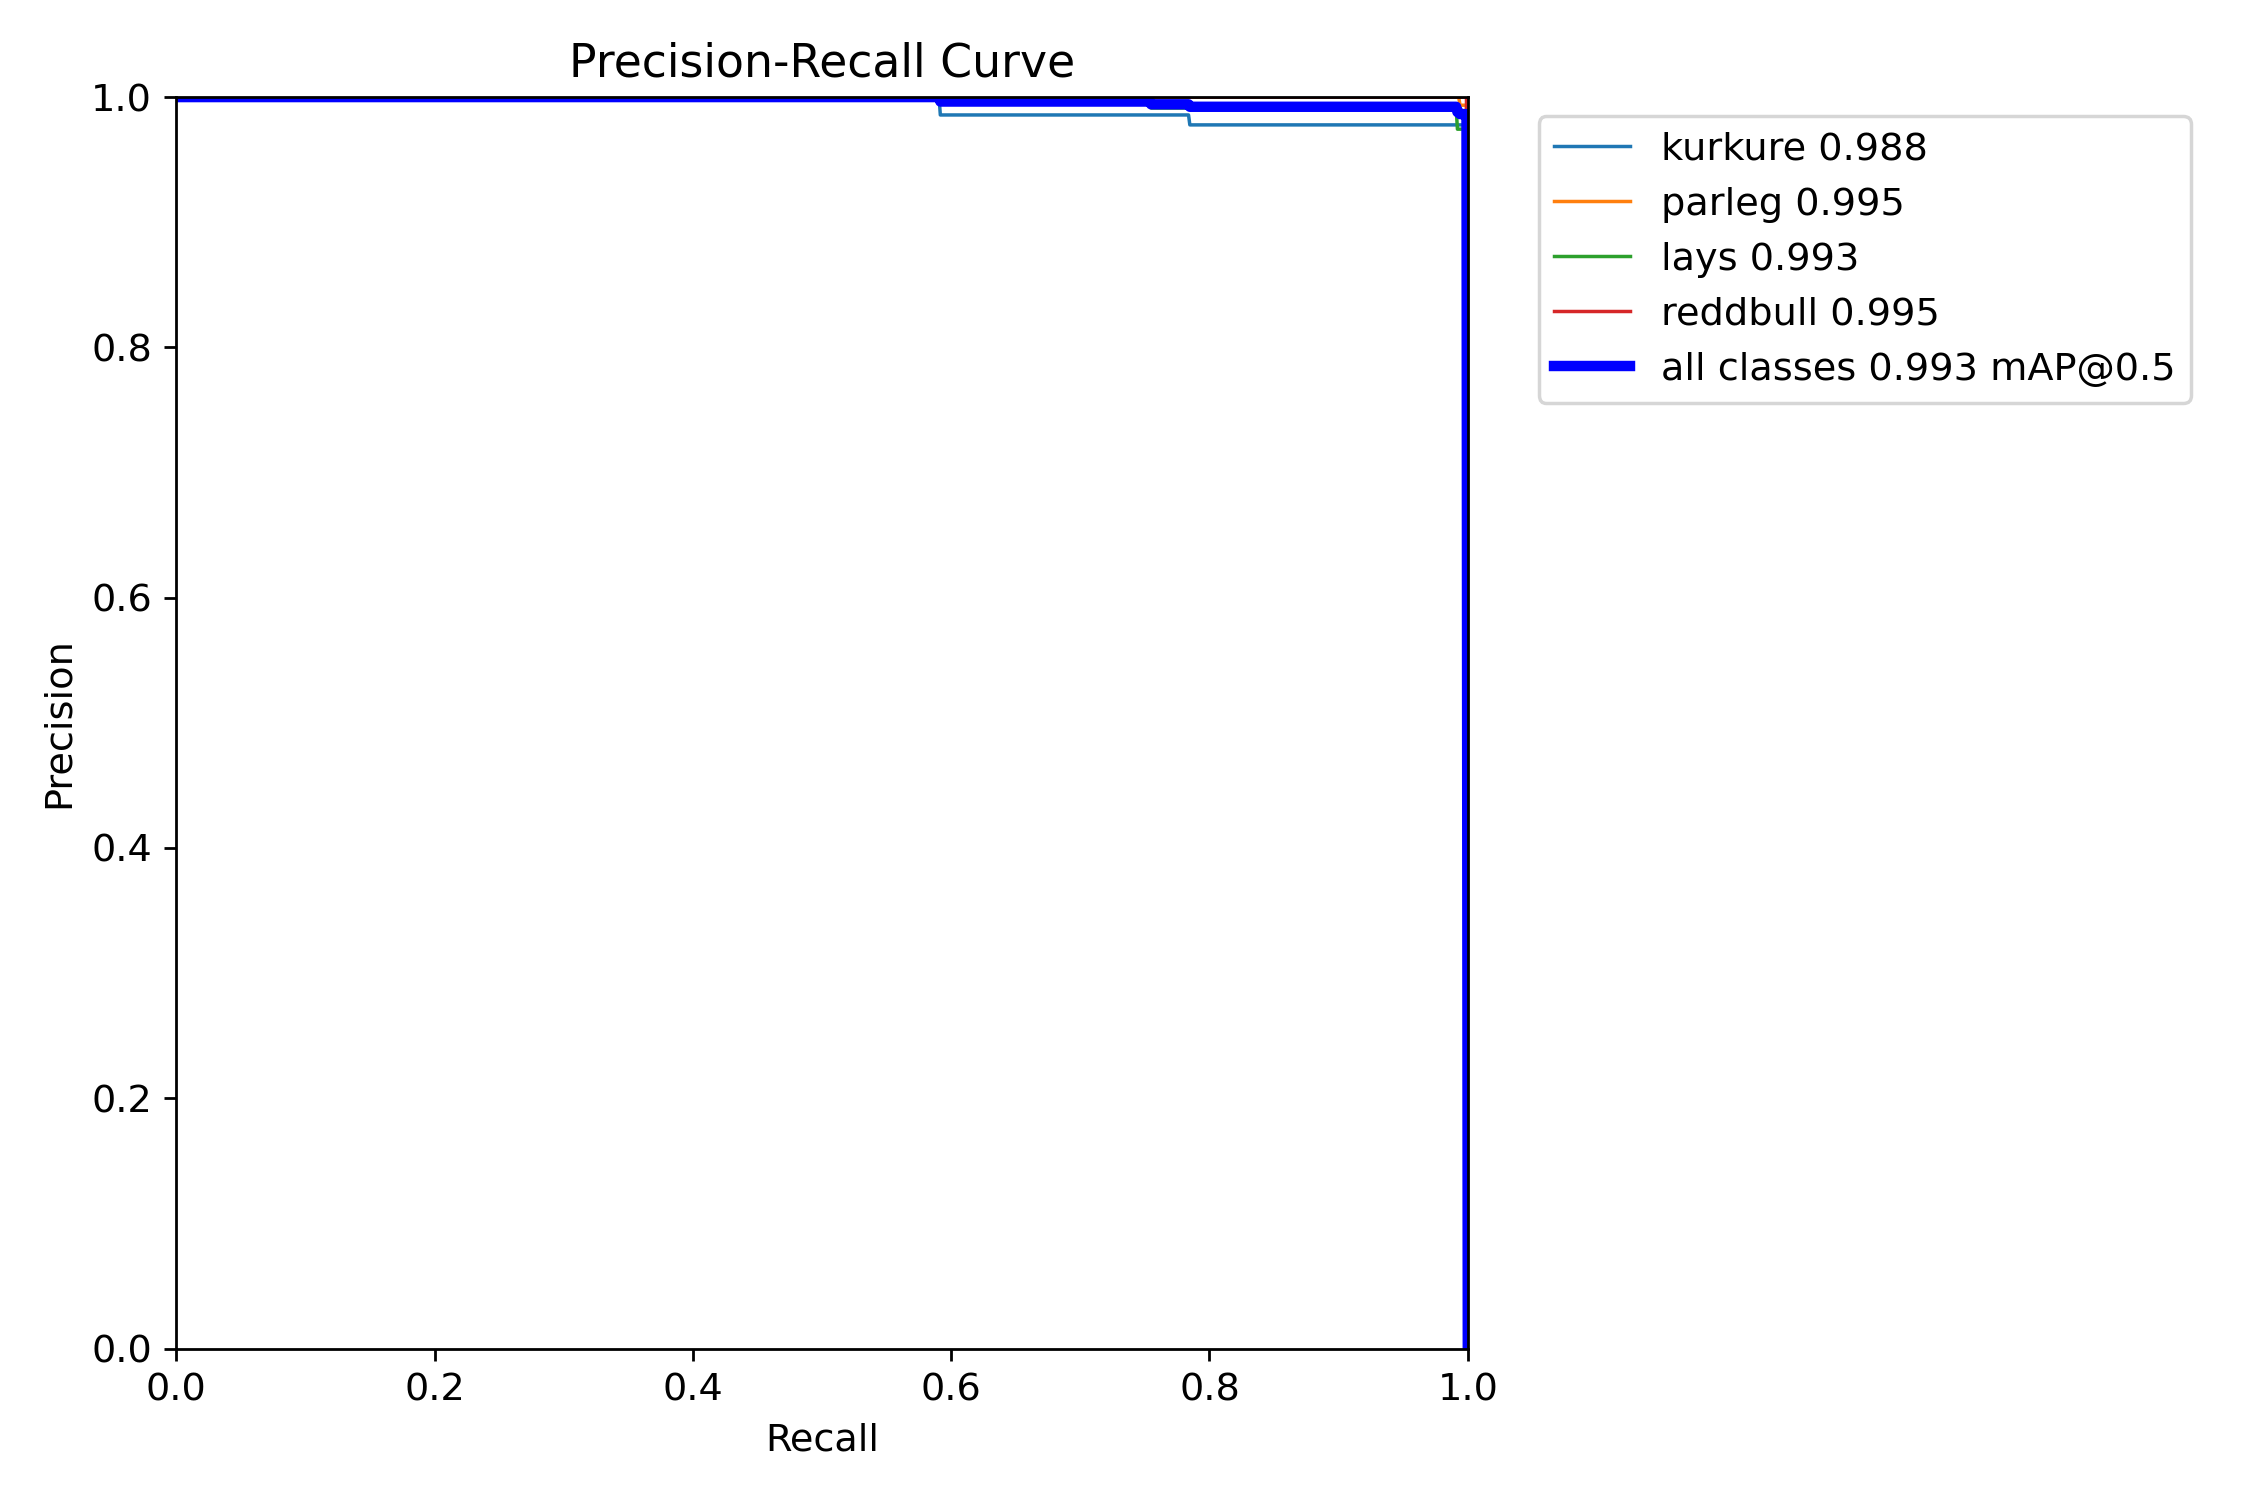 Precision-Recall Curve
1.0
0.8
0.6
0.4
0.2
0.0
Precision
0.0 0.2 0.4 0.6 0.8 1.0
Recall
kurkure 0.988
parleg 0.995
lays 0.993
reddbull 0.995
all classes 0.993 mAP@0.5